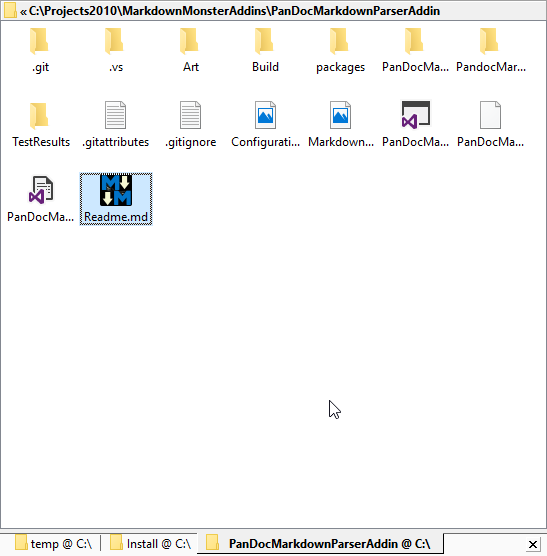 « C:\Projects2010\MarkdownMonsterAddins\PanDocMarkdownParserAddin
.git .vs Art Build packages PanDocMa... PandocMar...
TestResults .gitattributes .gitignore Configurati... Markdown... PanDocMa... PanDocMa...
PanDocMa... Readme.md
temp @ C:\ Install @ C:\ PanDocMarkdownParserAddin @ C:\